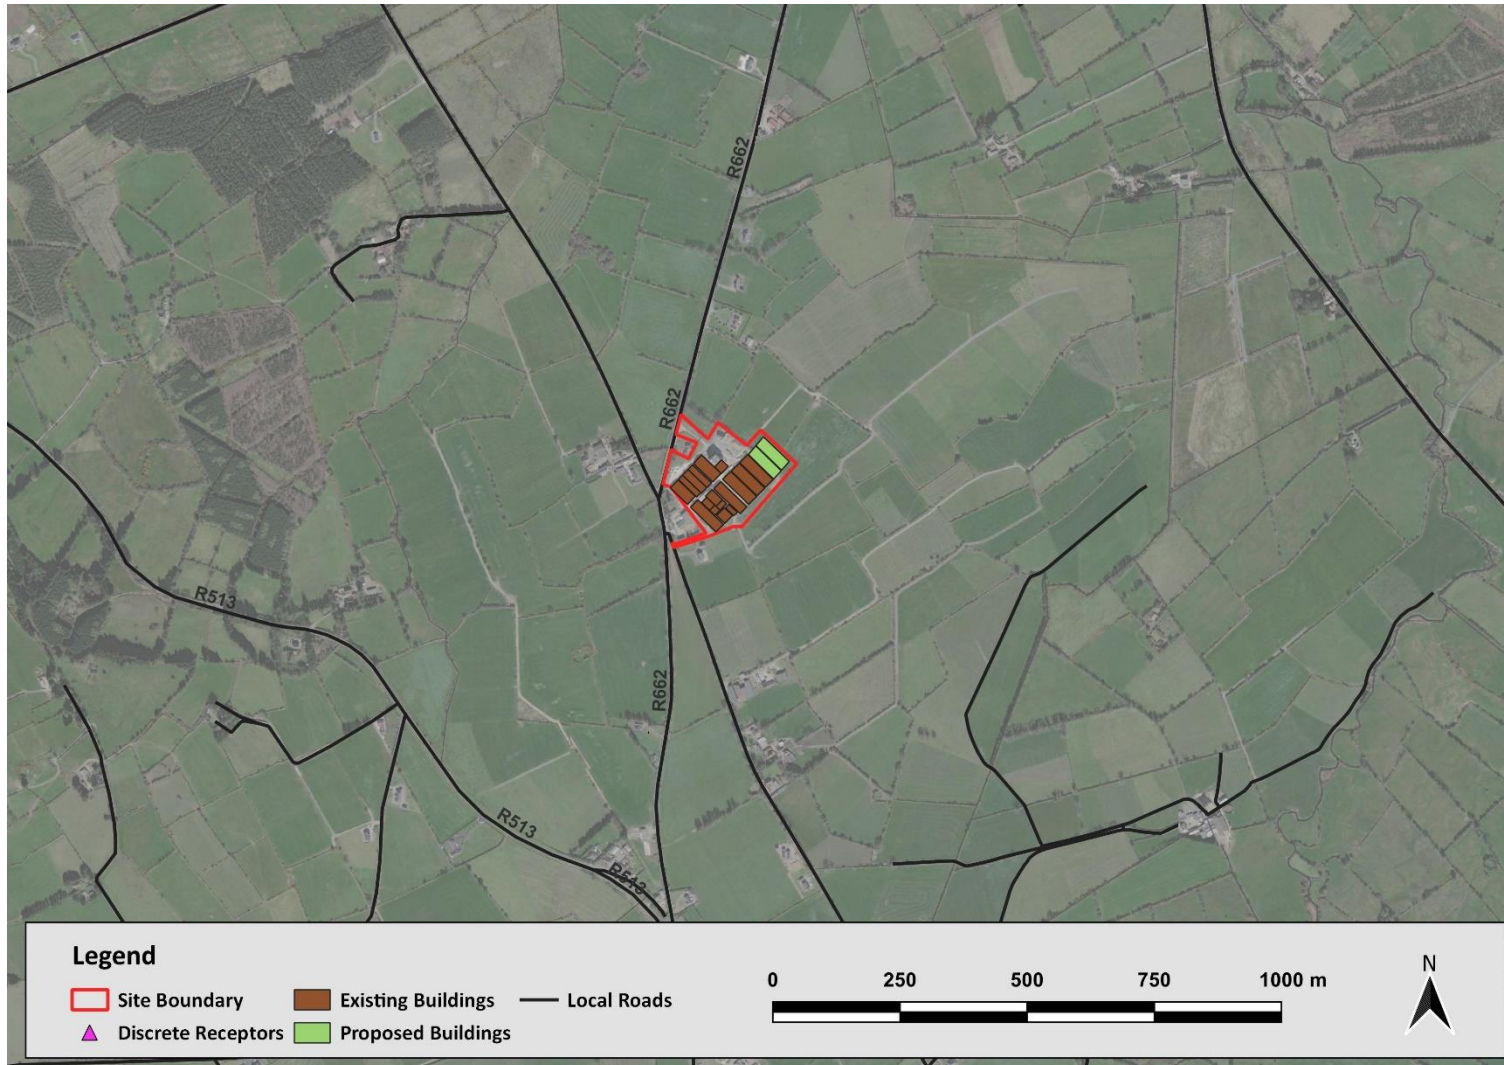 R662
R662
R513
R662
R513
R513
Legend
Site Boundary
Existing Buildings
Local Roads
Discrete Receptors
Proposed Buildings
0 250 500 750 1000 m
N